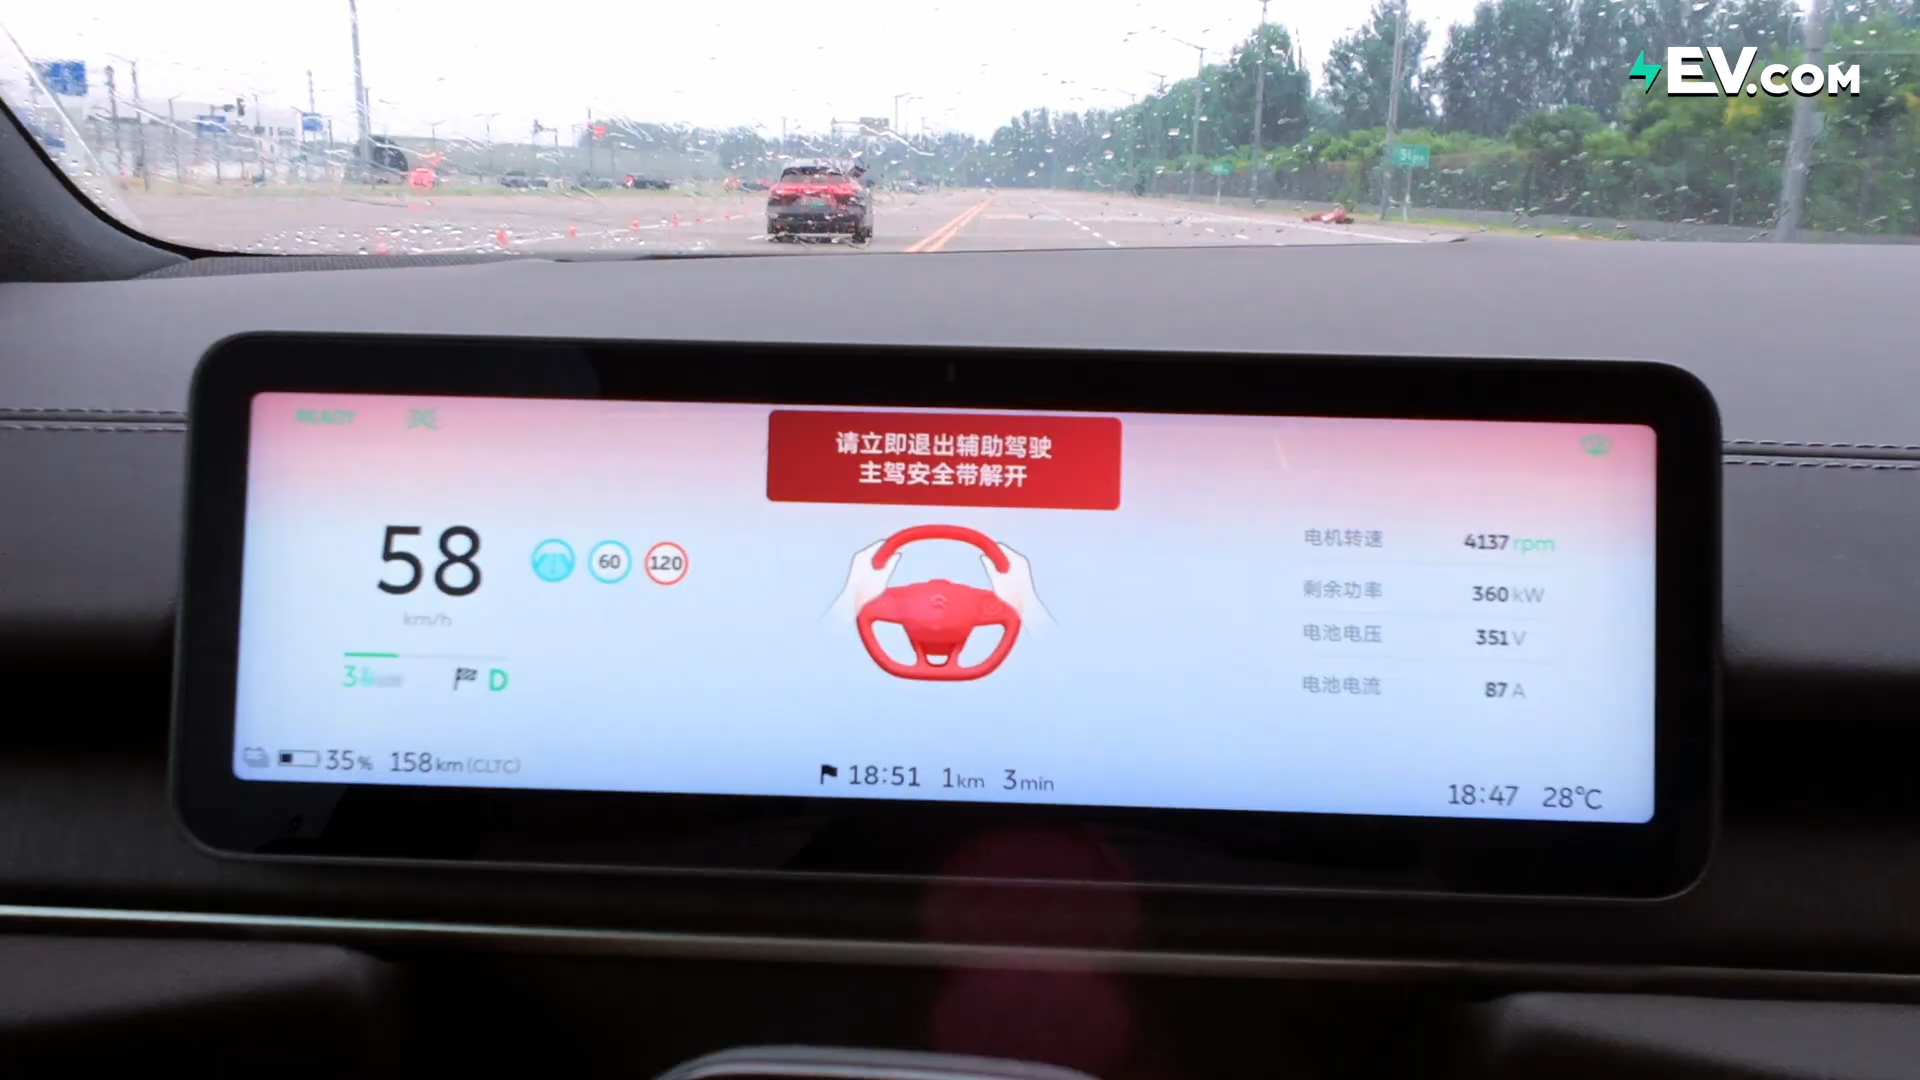 EV.COM
READY
请立即退出辅助驾驶
主驾安全带解开
58
km/h
60
120
D
电机转速 4137 rpm
剩余功率 360 kW
电池电压 351 V
电池电流 87 A
35% 158km(CLTC)
18:51 1km 3min
18:47 28℃